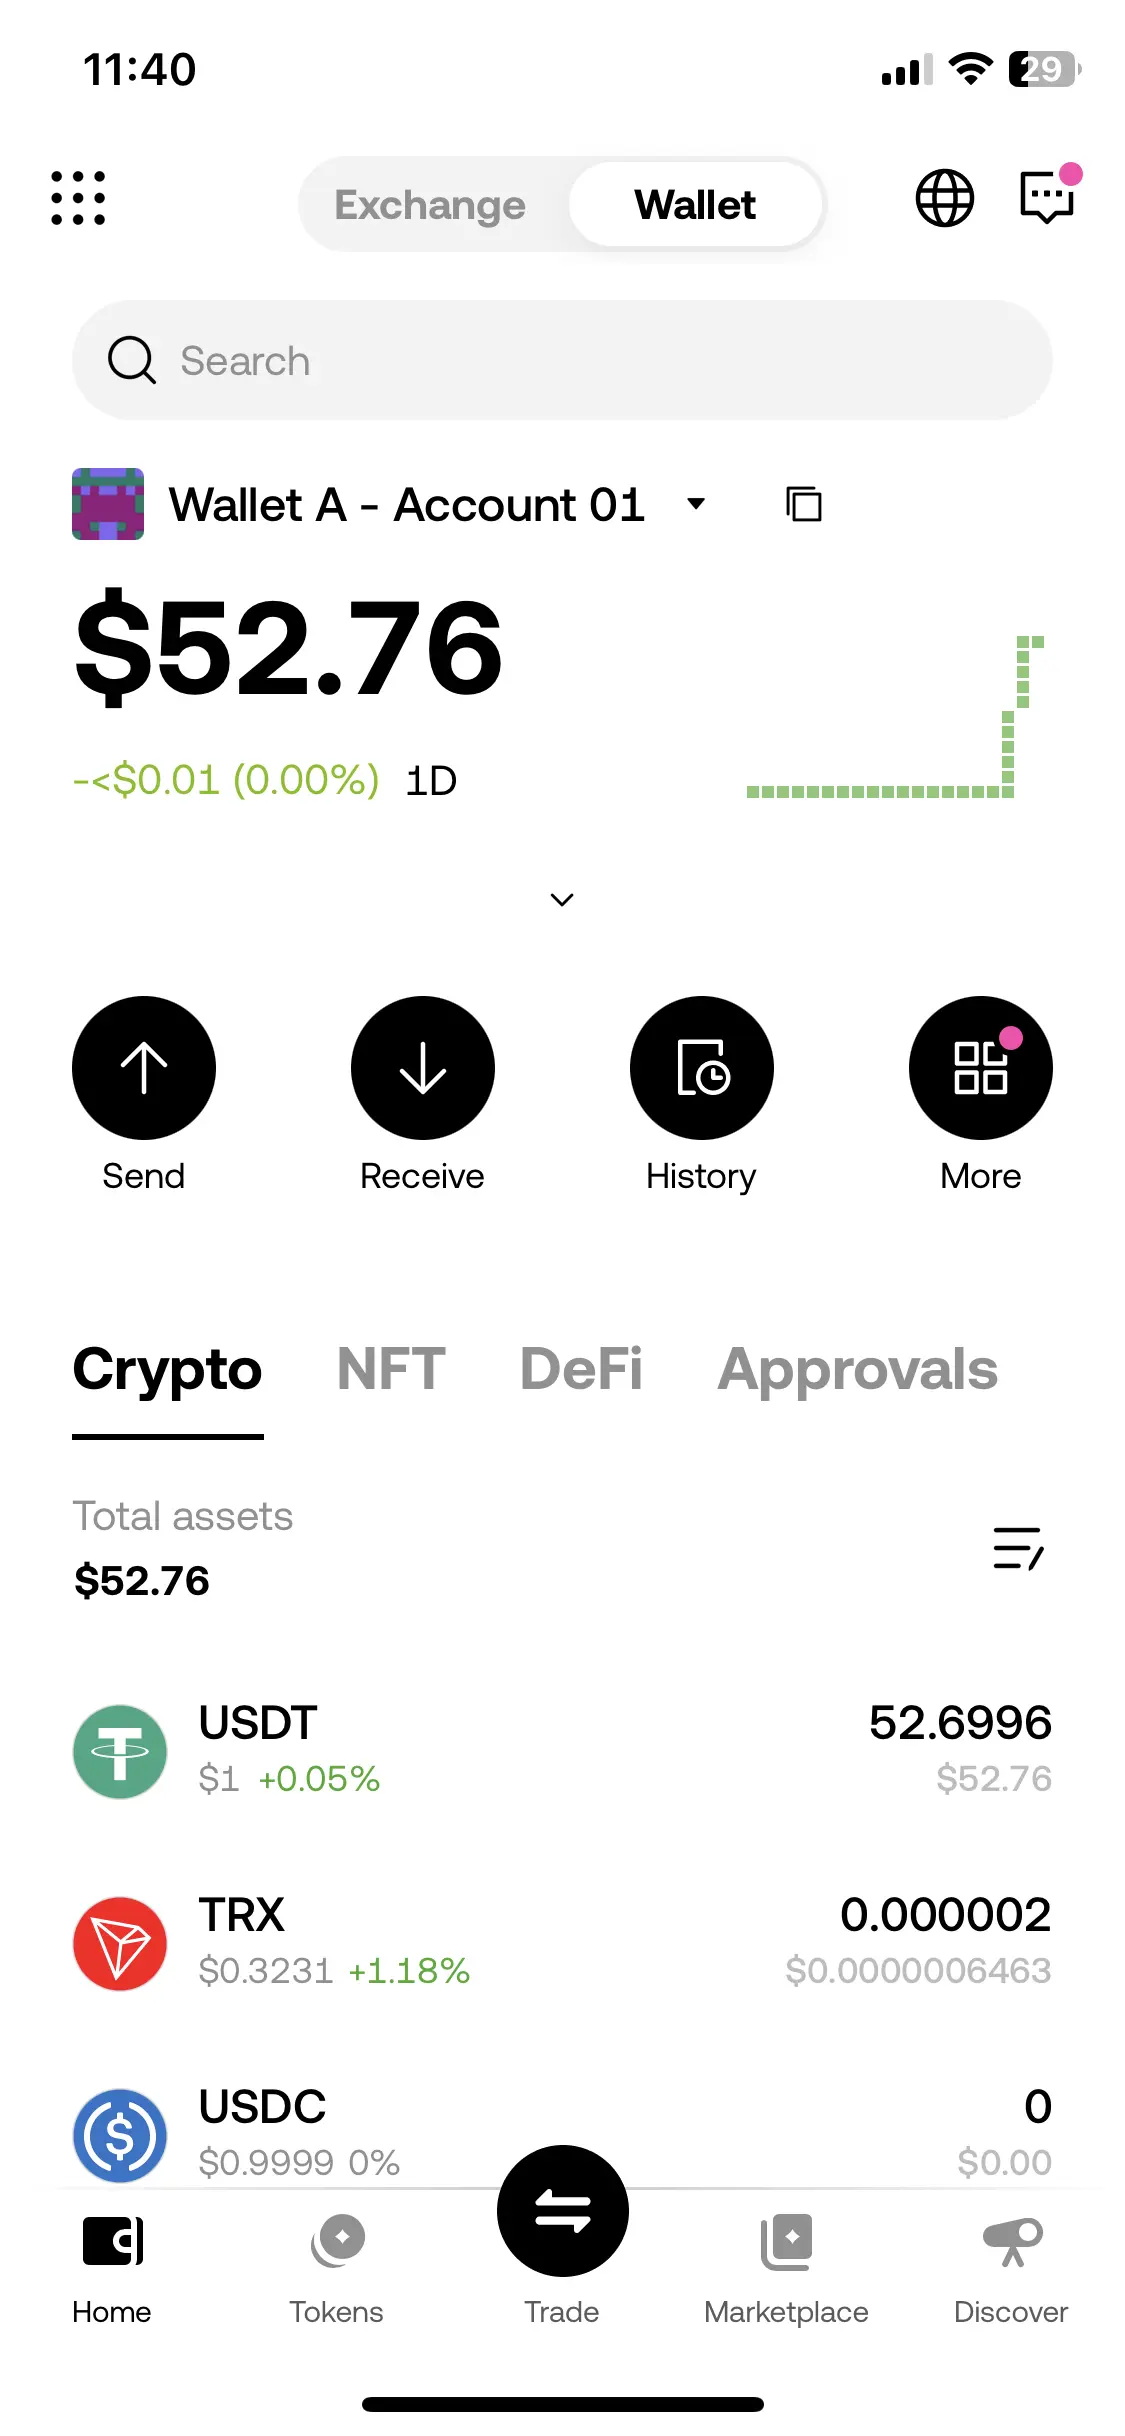 11:40
29
Exchange
Wallet
Search
Wallet A - Account 01
$52.76
-<$0.01 (0.00%) 1D
Send
Receive
History
More
Crypto
NFT
DeFi
Approvals
Total assets
$52.76
USDT
52.6996
$1 +0.05%
$52.76
TRX
0.000002
$0.3231 +1.18%
$0.0000006463
USDC
0
$0.9999 0%
$0.00
Home
Tokens
Trade
Marketplace
Discover